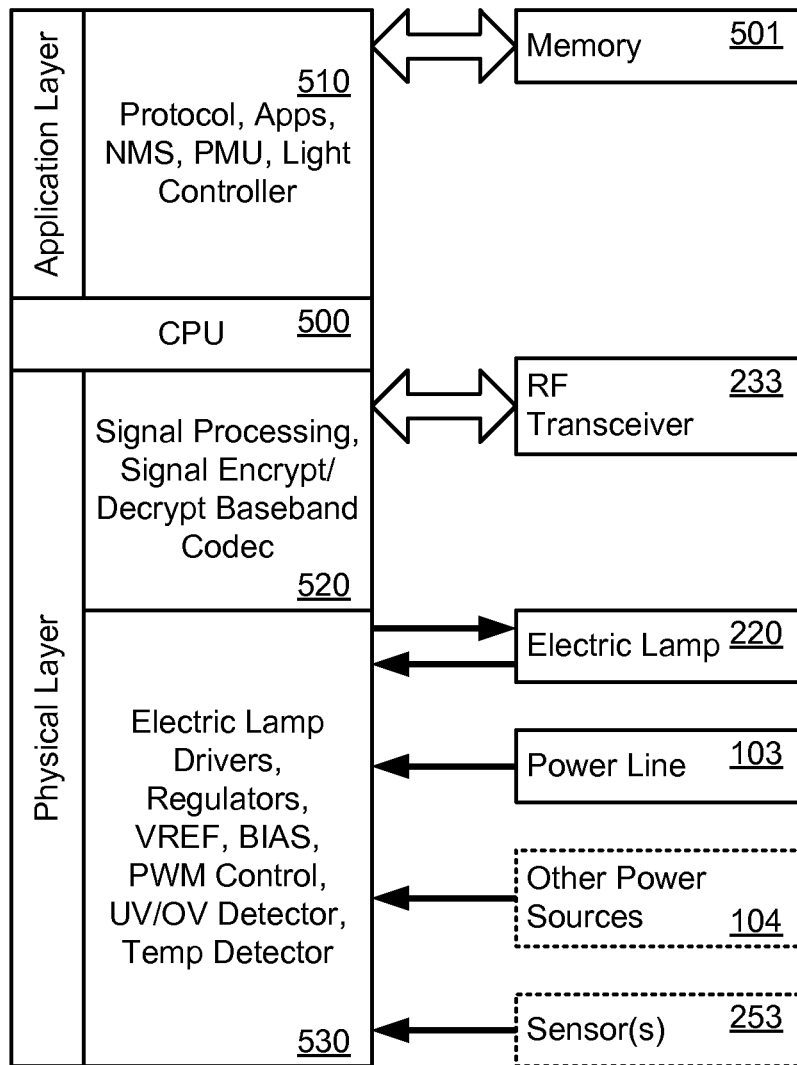 Application Layer
510
Protocol, Apps,
NMS, PMU, Light
Controller
Memory 501
CPU 500
Physical Layer
Signal Processing,
Signal Encrypt/
Decrypt Baseband
Codec
520
RF 233
Transceiver
Electric Lamp 220
Electric Lamp
Drivers,
Regulators,
VREF, BIAS,
PWM Control,
UV/OV Detector,
Temp Detector
530
Power Line 103
Other Power
Sources 104
Sensor(s) 253